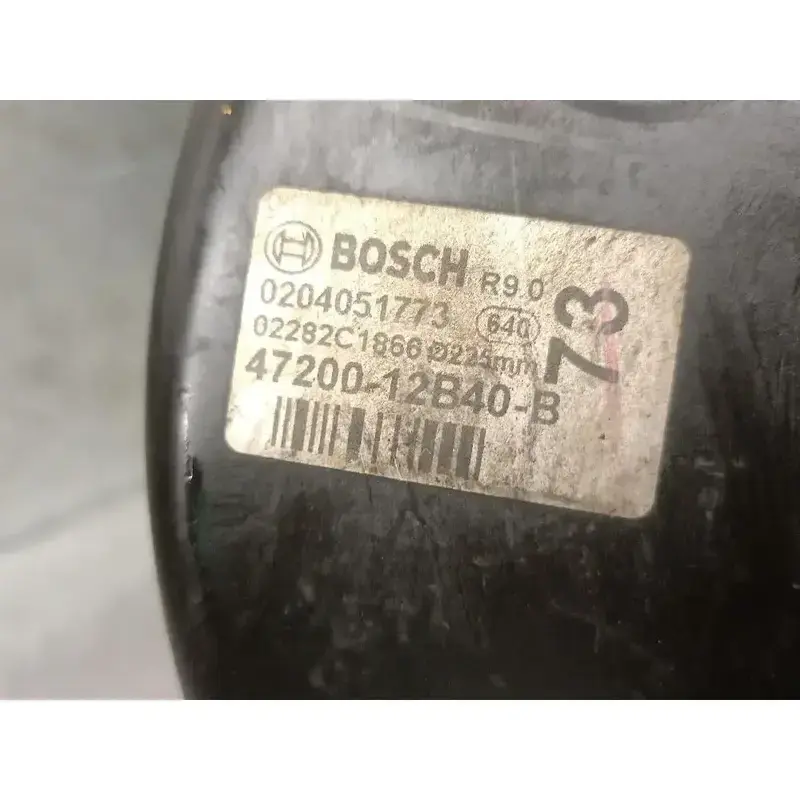 BOSCH R9.0
0204051773 640
02282C1866 Ø225mm
47200-12B40-B
73